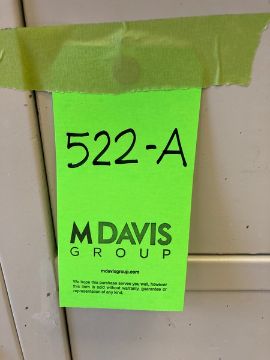 522-A
M DAVIS
GROUP
mdavisgroup.com
We hope this purchase serves you well, however
this item is sold without warranty, guarantee or
representation of any kind.